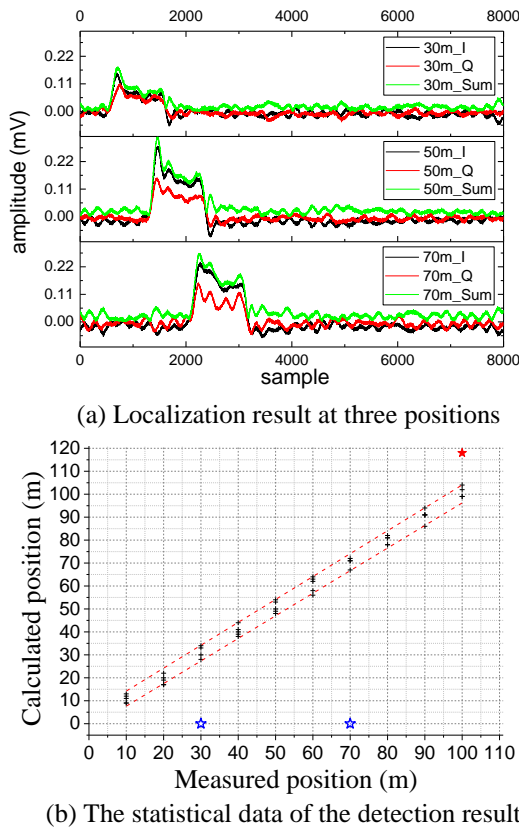 0 2000 4000 6000 8000
0.22
0.11
0.00
30m_I
30m_Q
30m_Sum
0.22
0.11
0.00
50m_I
50m_Q
50m_Sum
0.22
0.11
0.00
70m_I
70m_Q
70m_Sum
amplitude (mV)
0 2000 4000 6000 8000
sample
(a) Localization result at three positions
120
110
100
90
80
70
60
50
40
30
20
10
0
Calculated position (m)
0 10 20 30 40 50 60 70 80 90 100 110
Measured position (m)
(b) The statistical data of the detection result